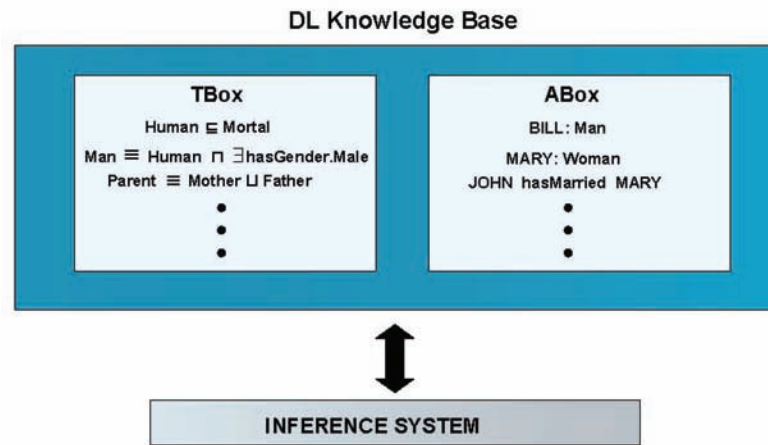 DL Knowledge Base
TBox
Human ⊑ Mortal
Man ≡ Human ⊓ ∃hasGender.Male
Parent ≡ Mother ⊔ Father
•
•
•
ABox
BILL: Man
MARY: Woman
JOHN hasMarried MARY
•
•
•
INFERENCE SYSTEM